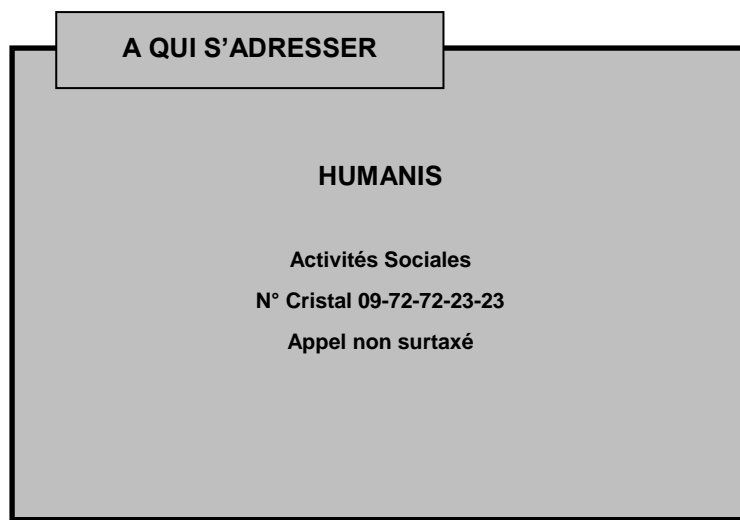 A QUI S’ADRESSER
HUMANIS
Activités Sociales
N° Cristal 09-72-72-23-23
Appel non surtaxé